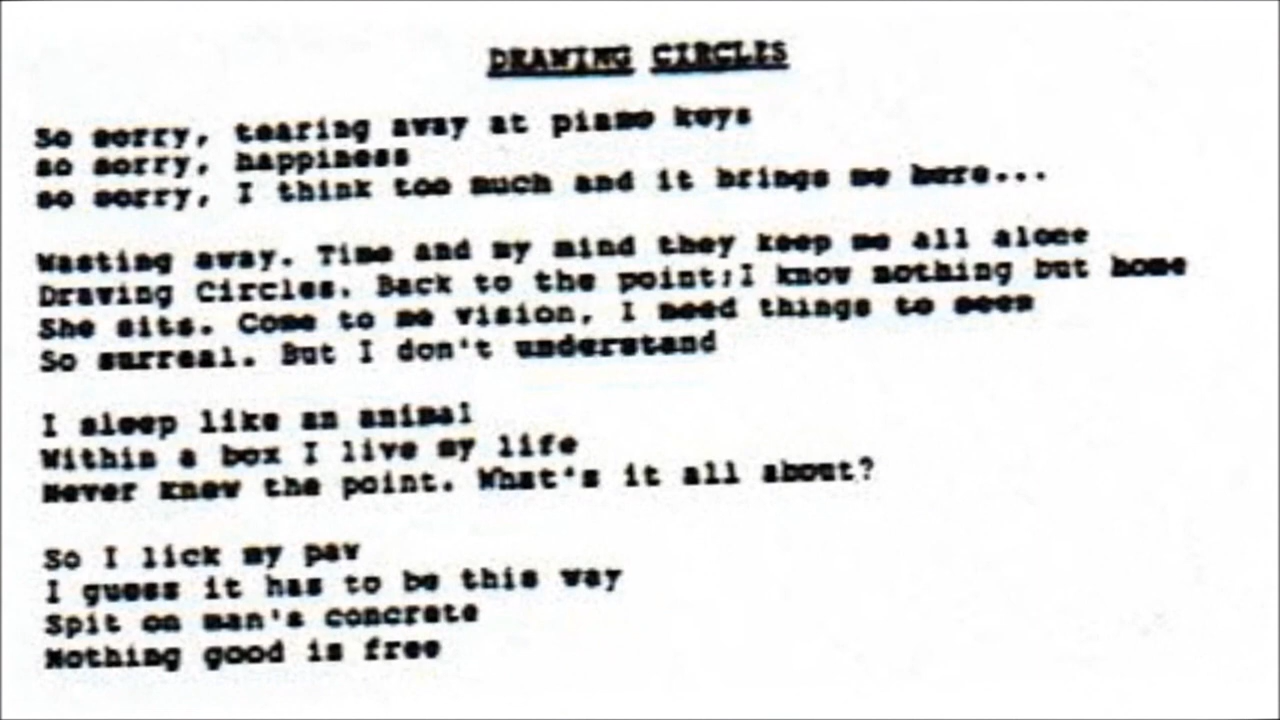 DRAWING CIRCLES
So sorry, tearing away at piano keys
so sorry, happiness
so sorry, I think too much and it brings me here...
Wasting away. Time and my mind they keep me all alone
Drawing Circles. Back to the point;I know nothing but home
She sits. Come to me vision, I need things to seem
So surreal. But I don't understand
I sleep like an animal
Within a box I live my life
Never knew the point. What's it all about?
So I lick my paw
I guess it has to be this way
Spit on man's concrete
Nothing good is free